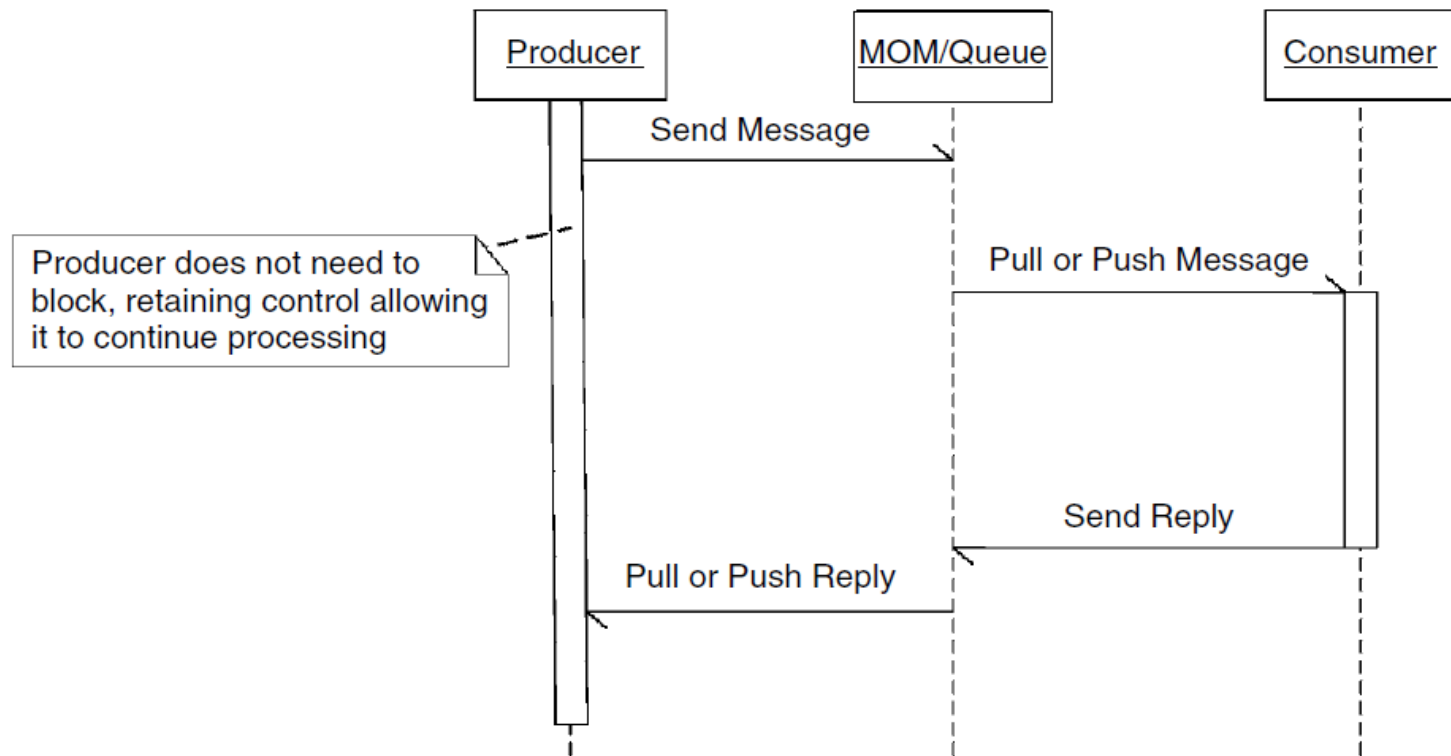 Producer
MOM/Queue
Consumer
Send Message
Producer does not need to
block, retaining control allowing
it to continue processing
Pull or Push Message
Send Reply
Pull or Push Reply